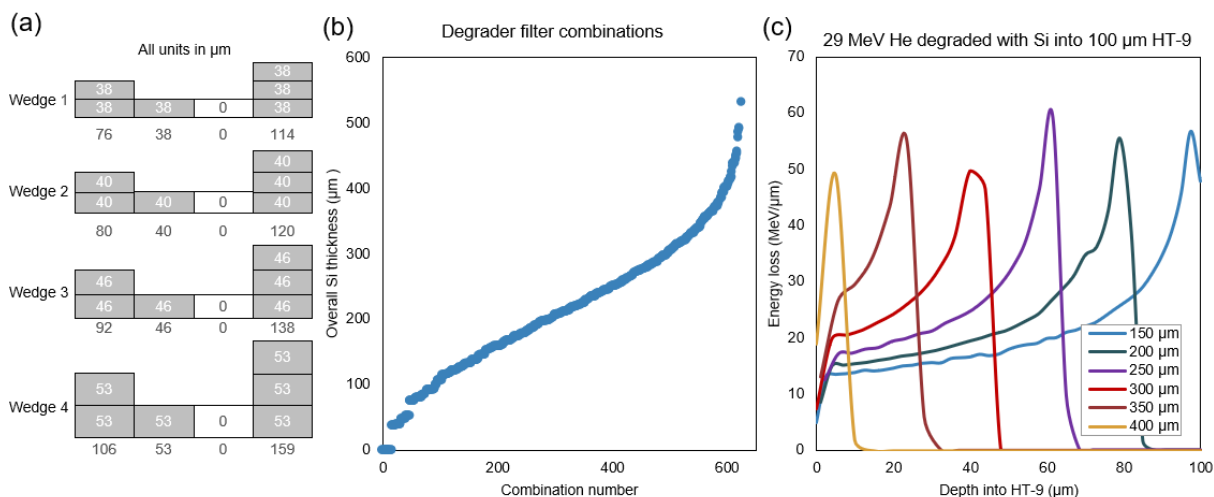 (a)
All units in µm
Wedge 1
38
38
38 38 0 38
38
76 38 0 114
Wedge 2
40
40 40
40 40 0 40
80 40 0 120
Wedge 3
46
46
46 46 0 46
92 46 0 138
Wedge 4
53
53 53
53 53 0 53
106 53 0 159
(b)
Degrader filter combinations
Overall Si thickness (µm)
600
500
400
300
200
100
0
0 200 400 600
Combination number
(c)
29 MeV He degraded with Si into 100 µm HT-9
Energy loss (MeV/µm)
70
60
50
40
30
20
10
0
150 µm
200 µm
250 µm
300 µm
350 µm
400 µm
0 20 40 60 80 100
Depth into HT-9 (µm)